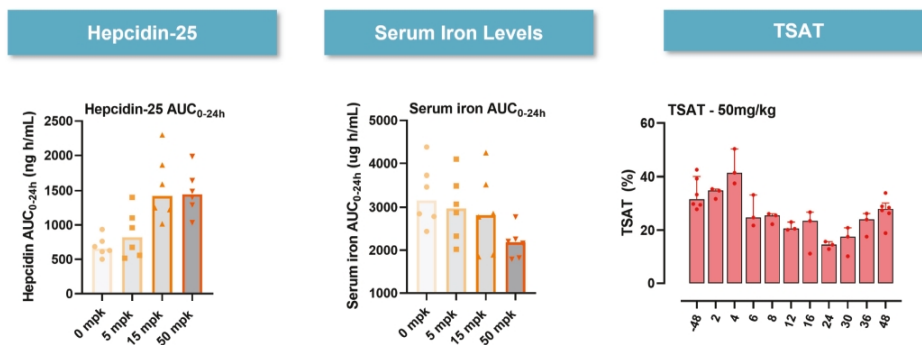 Hepcidin-25
Serum Iron Levels
TSAT
Hepcidin-25 AUC0-24h
Hepcidin AUC0-24h (ng h/mL)
2500
2000
1500
1000
500
0
0 mpk
5 mpk
15 mpk
50 mpk
Serum iron AUC0-24h
Serum iron AUC0-24h (ug h/mL)
5000
4000
3000
2000
1000
0 mpk
5 mpk
15 mpk
50 mpk
TSAT - 50mg/kg
TSAT (%)
60
40
20
0
-48
2
4
6
8
12
16
24
30
36
48